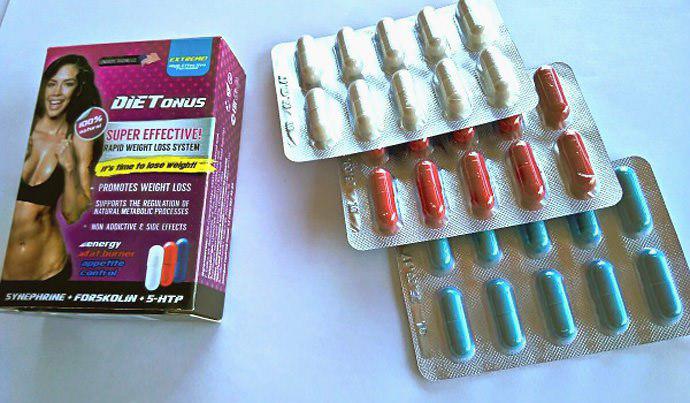 EXTREME!
DIETONUS
100%
natural
SUPER EFFECTIVE!
RAPID WEIGHT LOSS SYSTEM
It's time to lose weight!
- PROMOTES WEIGHT LOSS
- SUPPORTS THE REGULATION OF
NATURAL METABOLIC PROCESSES
- NON ADDICTIVE & SIDE EFFECTS
energy
fat burner
appetite
control
SYNEPHRINE • FORSKOLIN • 5-HTP